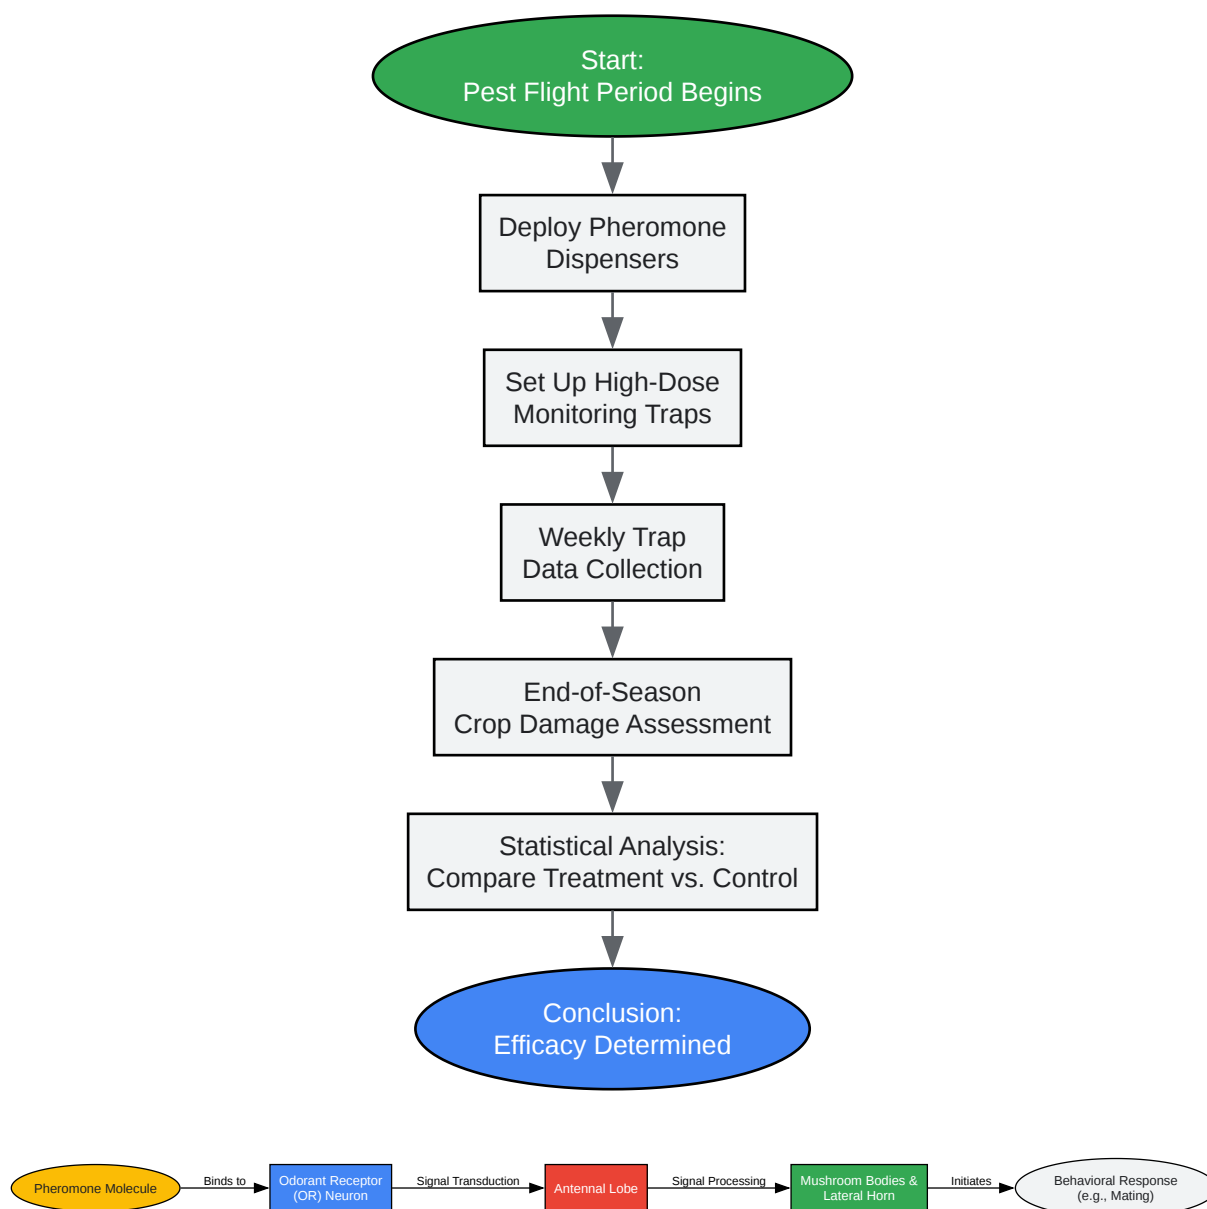 Start:
Pest Flight Period Begins
Deploy Pheromone
Dispensers
Set Up High-Dose
Monitoring Traps
Weekly Trap
Data Collection
End-of-Season
Crop Damage Assessment
Statistical Analysis:
Compare Treatment vs. Control
Conclusion:
Efficacy Determined
Pheromone Molecule
Binds to
Odorant Receptor
(OR) Neuron
Signal Transduction
Antennal Lobe
Signal Processing
Mushroom Bodies &
Lateral Horn
Initiates
Behavioral Response
(e.g., Mating)